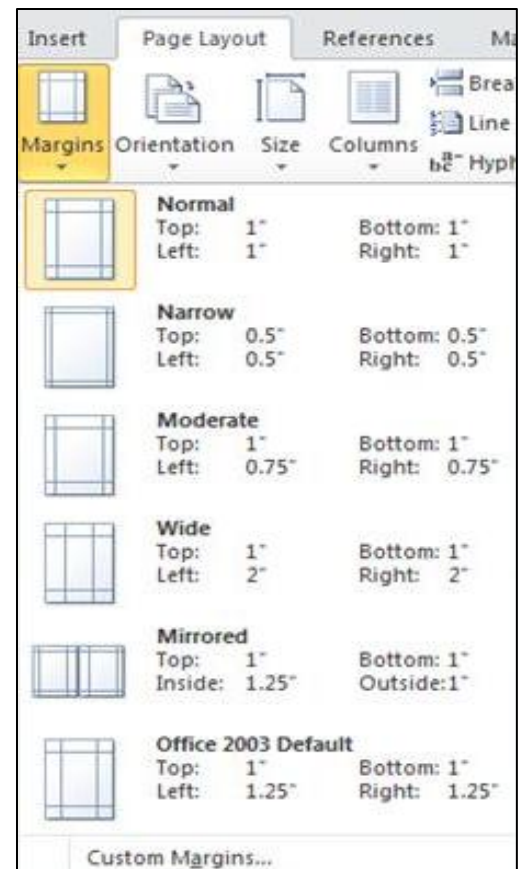 Insert Page Layout References Ma
Brea
Line
Margins Orientation Size Columns
Hyph
Normal
Top: 1" Bottom: 1"
Left: 1" Right: 1"
Narrow
Top: 0.5" Bottom: 0.5"
Left: 0.5" Right: 0.5"
Moderate
Top: 1" Bottom: 1"
Left: 0.75" Right: 0.75"
Wide
Top: 1" Bottom: 1"
Left: 2" Right: 2"
Mirrored
Top: 1" Bottom: 1"
Inside: 1.25" Outside:1"
Office 2003 Default
Top: 1" Bottom: 1"
Left: 1.25" Right: 1.25"
Custom Margins...